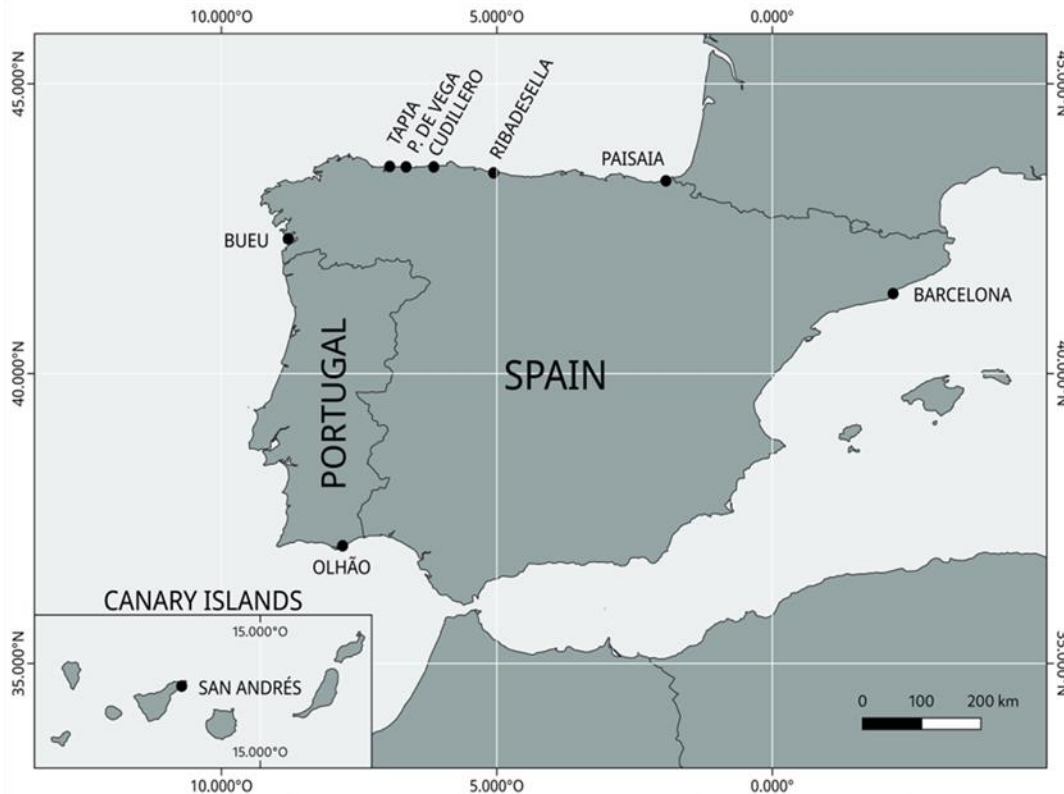 10.000°O
5.000°O
0.000°
45.000°N
45.000°N
TAPIA
P. DE VEGA
CUDILLERO
RIBADESELLA
PAISAIA
BUEU
BARCELONA
PORTUGAL
SPAIN
40.000°N
40.000°N
OLHÃO
CANARY ISLANDS
15.000°O
SAN ANDRÉS
15.000°O
35.000°N
35.000°N
0 100 200 km
10.000°O
5.000°O
0.000°